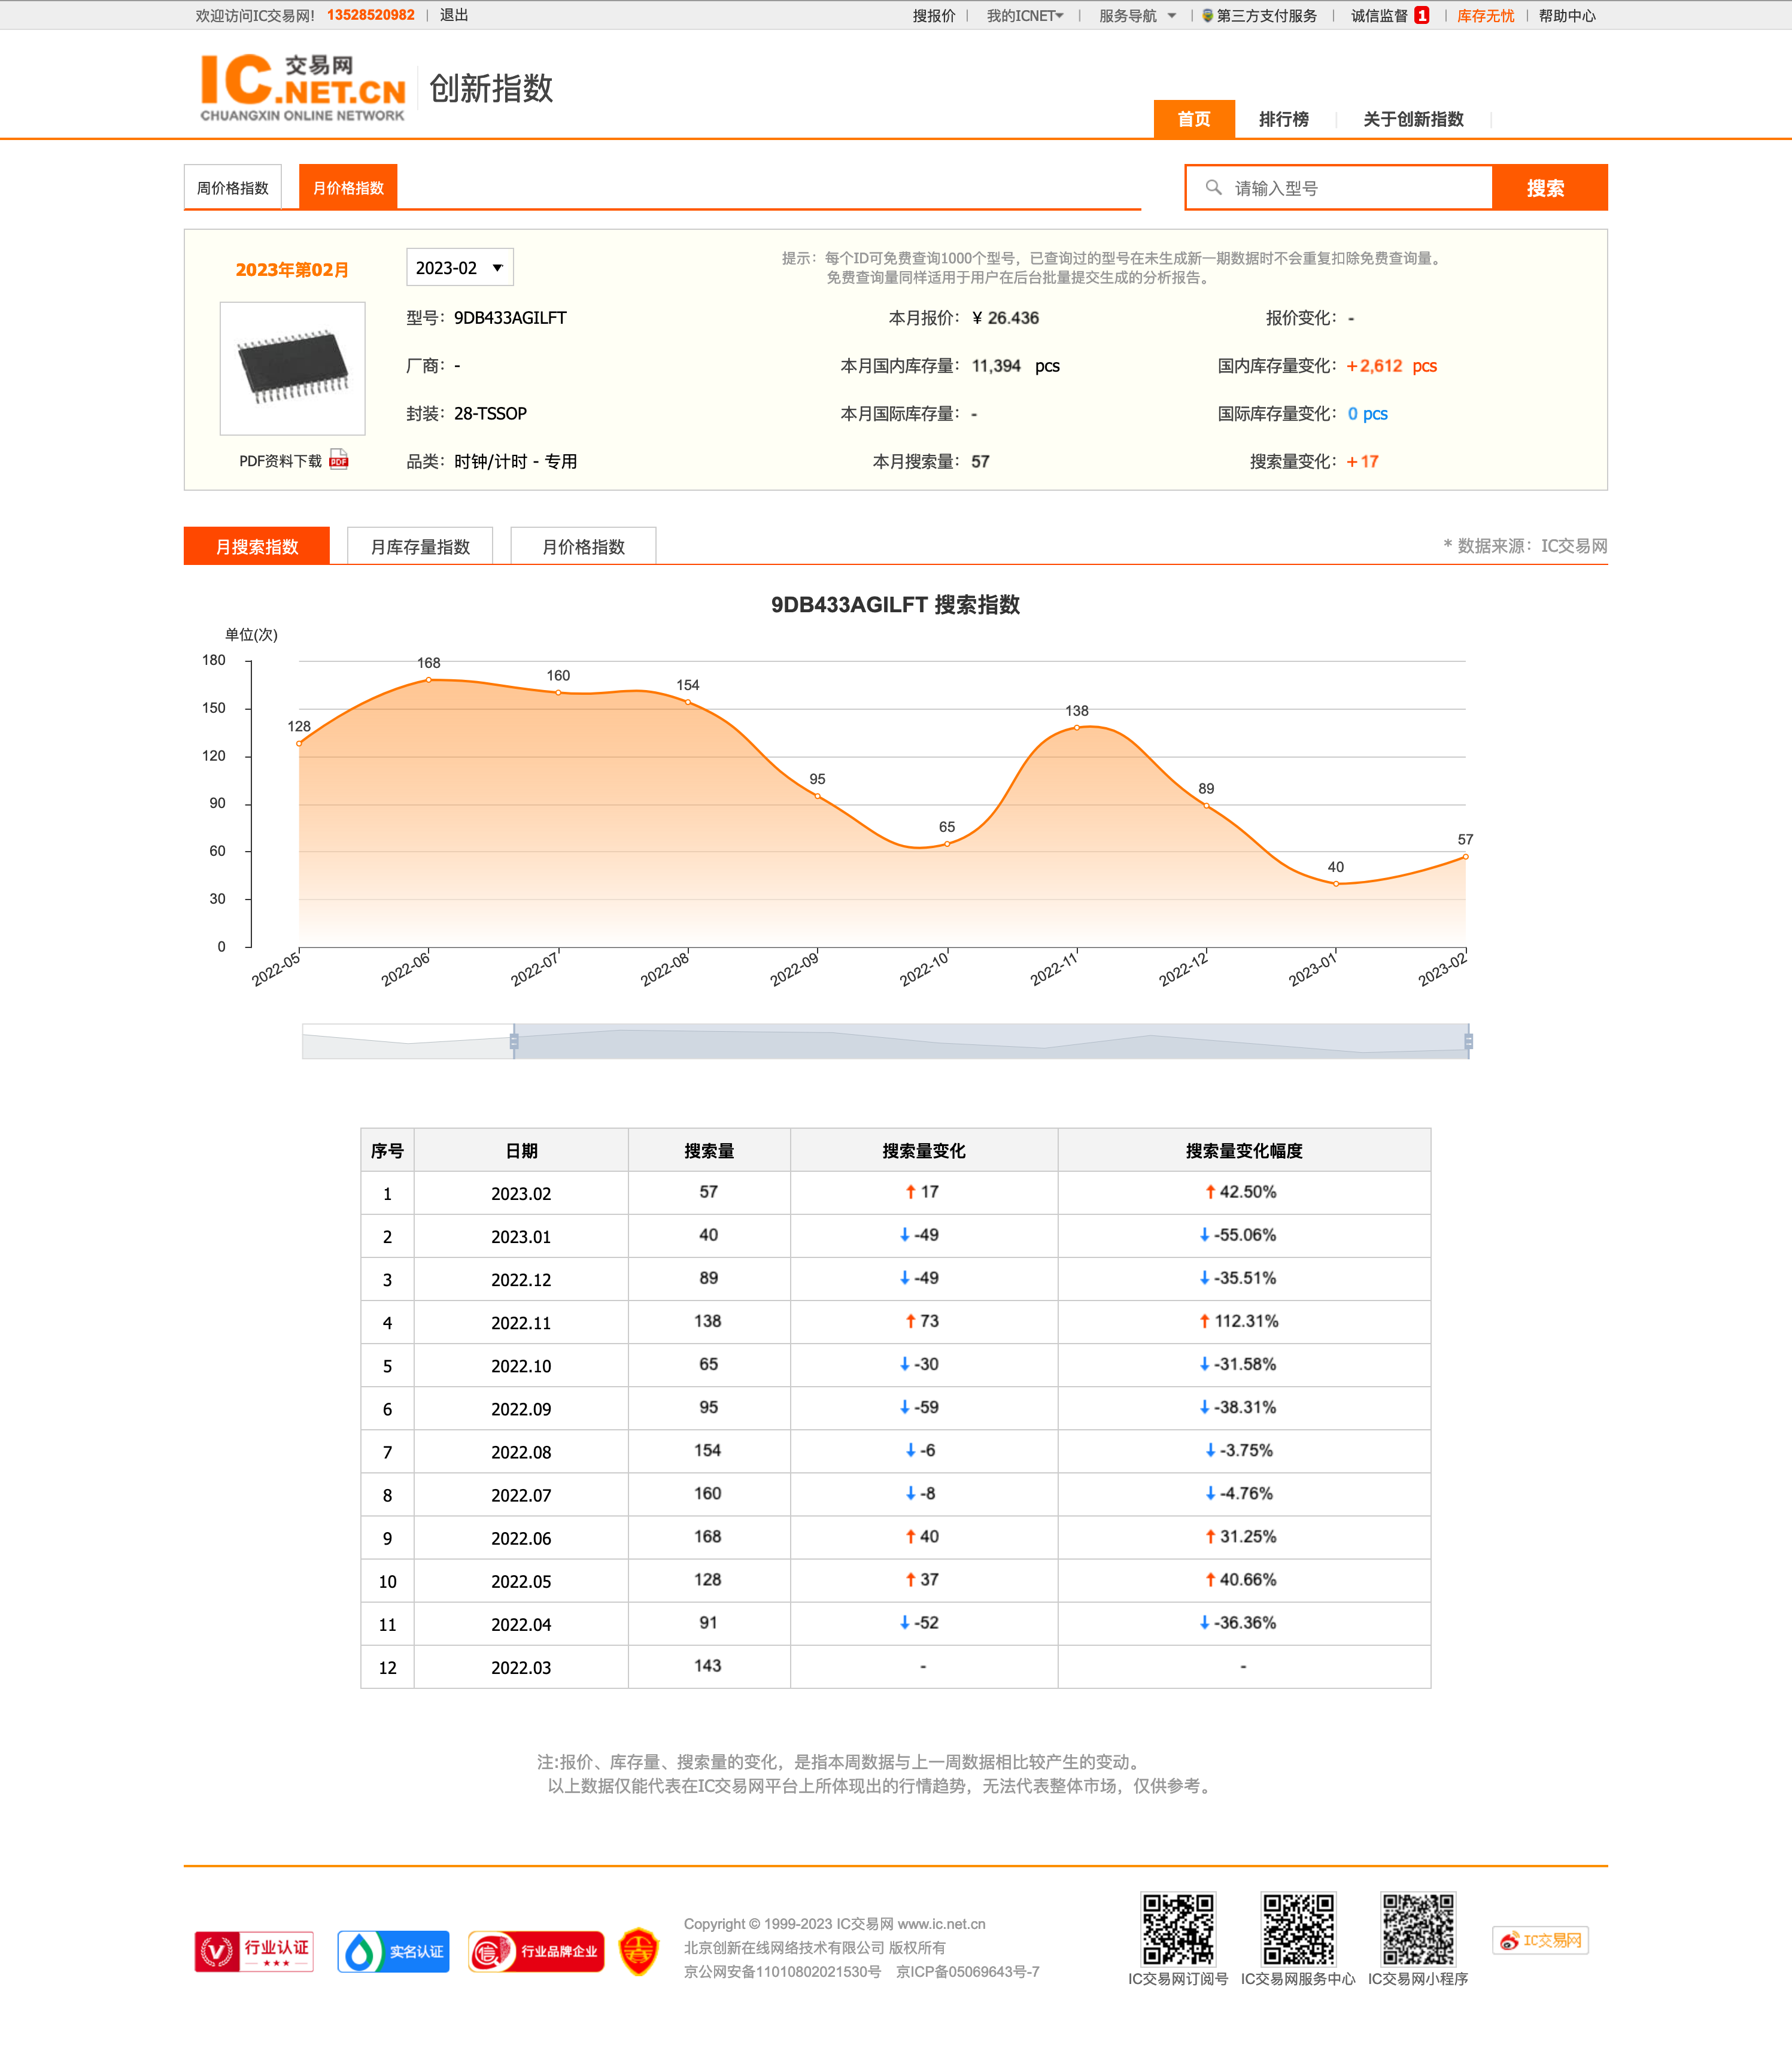 欢迎访问IC交易网! 13528520982 | 退出 搜报价 | 我的ICNET | 服务导航 | 第三方支付服务 | 诚信监督 1 | 库存无忧 | 帮助中心
IC交易网 .NET.CN
CHUANGXIN ONLINE NETWORK
创新指数
首页 排行榜 关于创新指数
周价格指数 月价格指数 请输入型号 搜索
2023年第02月 2023-02
提示：每个ID可免费查询1000个型号，已查询过的型号在未生成新一期数据时不会重复扣除免费查询量。
免费查询量同样适用于用户在后台批量提交生成的分析报告。
型号：9DB433AGILFT 本月报价：¥ 26.436 报价变化：-
厂商：- 本月国内库存量：11,394 pcs 国内库存量变化：+2,612 pcs
封装：28-TSSOP 本月国际库存量：- 国际库存量变化：0 pcs
PDF资料下载 PDF 品类：时钟/计时 - 专用 本月搜索量：57 搜索量变化：+17
月搜索指数 月库存量指数 月价格指数 * 数据来源：IC交易网
9DB433AGILFT 搜索指数
单位(次)
180
150
120
90
60
30
0
128
168
160
154
95
65
138
89
40
57
2022-05 2022-06 2022-07 2022-08 2022-09 2022-10 2022-11 2022-12 2023-01 2023-02
序号 日期 搜索量 搜索量变化 搜索量变化幅度
1 2023.02 57 ↑ 17 ↑ 42.50%
2 2023.01 40 ↓ -49 ↓ -55.06%
3 2022.12 89 ↓ -49 ↓ -35.51%
4 2022.11 138 ↑ 73 ↑ 112.31%
5 2022.10 65 ↓ -30 ↓ -31.58%
6 2022.09 95 ↓ -59 ↓ -38.31%
7 2022.08 154 ↓ -6 ↓ -3.75%
8 2022.07 160 ↓ -8 ↓ -4.76%
9 2022.06 168 ↑ 40 ↑ 31.25%
10 2022.05 128 ↑ 37 ↑ 40.66%
11 2022.04 91 ↓ -52 ↓ -36.36%
12 2022.03 143 - -
注:报价、库存量、搜索量的变化，是指本周数据与上一周数据相比较产生的变动。
以上数据仅能代表在IC交易网平台上所体现出的行情趋势，无法代表整体市场，仅供参考。
行业认证 实名认证 信 行业品牌企业
Copyright © 1999-2023 IC交易网 www.ic.net.cn
北京创新在线网络技术有限公司 版权所有
京公网安备11010802021530号 京ICP备05069643号-7
IC交易网订阅号 IC交易网服务中心 IC交易网小程序
IC交易网